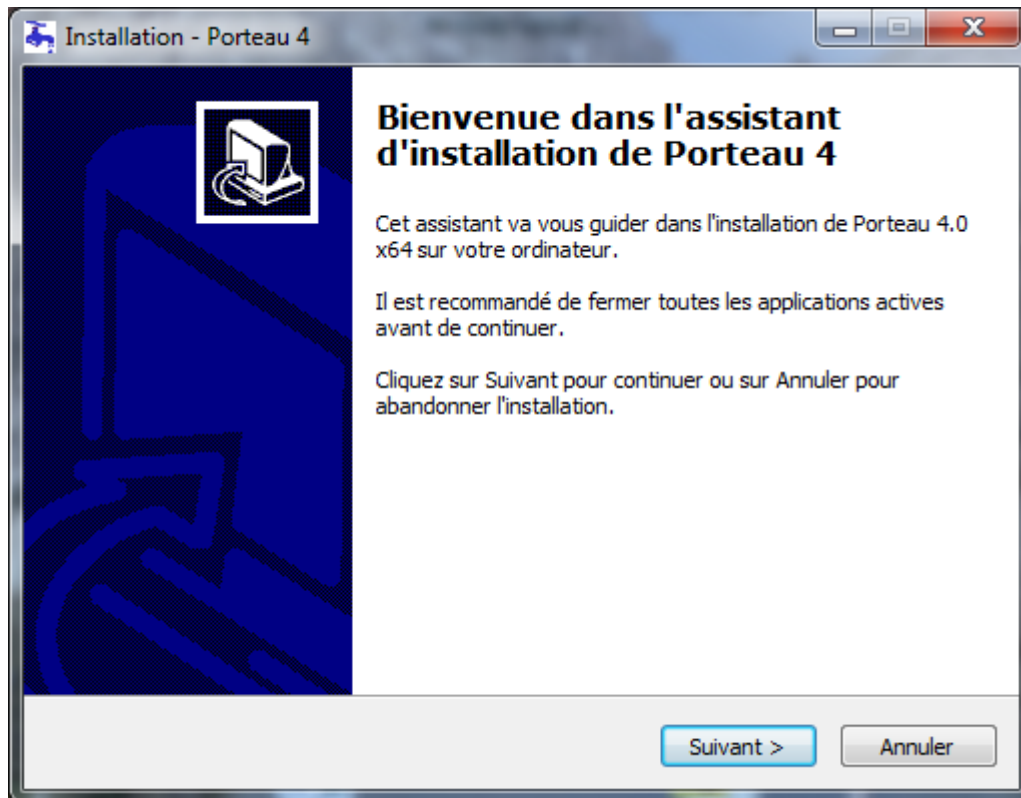 Installation - Porteau 4
Bienvenue dans l'assistant
d'installation de Porteau 4
Cet assistant va vous guider dans l'installation de Porteau 4.0
x64 sur votre ordinateur.
Il est recommandé de fermer toutes les applications actives
avant de continuer.
Cliquez sur Suivant pour continuer ou sur Annuler pour
abandonner l'installation.
Suivant > Annuler